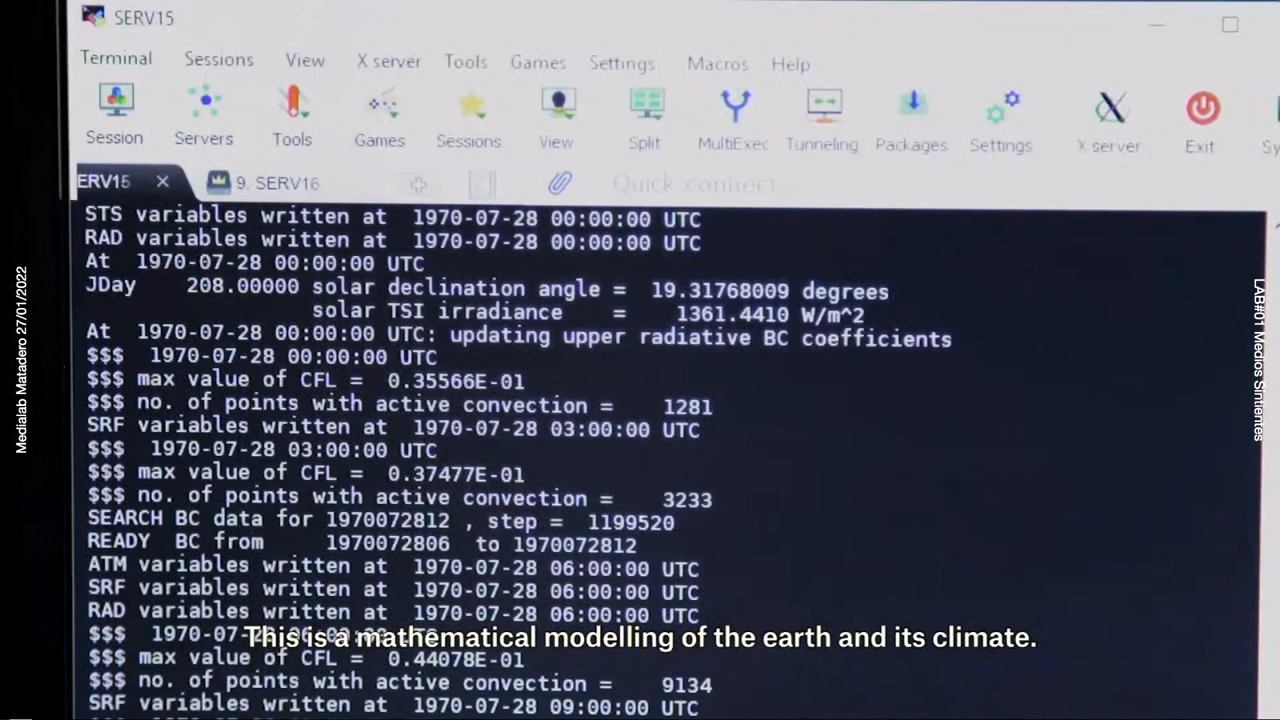 SERV15
Terminal Sessions View X server Tools Games Settings Macros Help
Session Servers Tools Games Sessions View Split MultiExec Tunneling Packages Settings X server Exit Sy
ERV15 9. SERV16 Quick connect
STS variables written at 1970-07-28 00:00:00 UTC
RAD variables written at 1970-07-28 00:00:00 UTC
At 1970-07-28 00:00:00 UTC
JDay 208.00000 solar declination angle = 19.31768009 degrees
solar TSI irradiance = 1361.4410 W/m^2
At 1970-07-28 00:00:00 UTC: updating upper radiative BC coefficients
$$$ 1970-07-28 00:00:00 UTC
$$$ max value of CFL = 0.35566E-01
$$$ no. of points with active convection = 1281
SRF variables written at 1970-07-28 03:00:00 UTC
$$$ 1970-07-28 03:00:00 UTC
$$$ max value of CFL = 0.37477E-01
$$$ no. of points with active convection = 3233
SEARCH BC data for 1970072812 , step = 1199520
READY BC from 1970072806 to 1970072812
ATM variables written at 1970-07-28 06:00:00 UTC
SRF variables written at 1970-07-28 06:00:00 UTC
RAD variables written at 1970-07-28 06:00:00 UTC
$$$ 1970-07-
This is a mathematical modelling of the earth and its climate.
$$$ max value of CFL = 0.44078E-01
$$$ no. of points with active convection = 9134
SRF variables written at 1970-07-28 09:00:00 UTC
Medialab Matadero 27/01/2022
LAB#01 Medios Sintientes